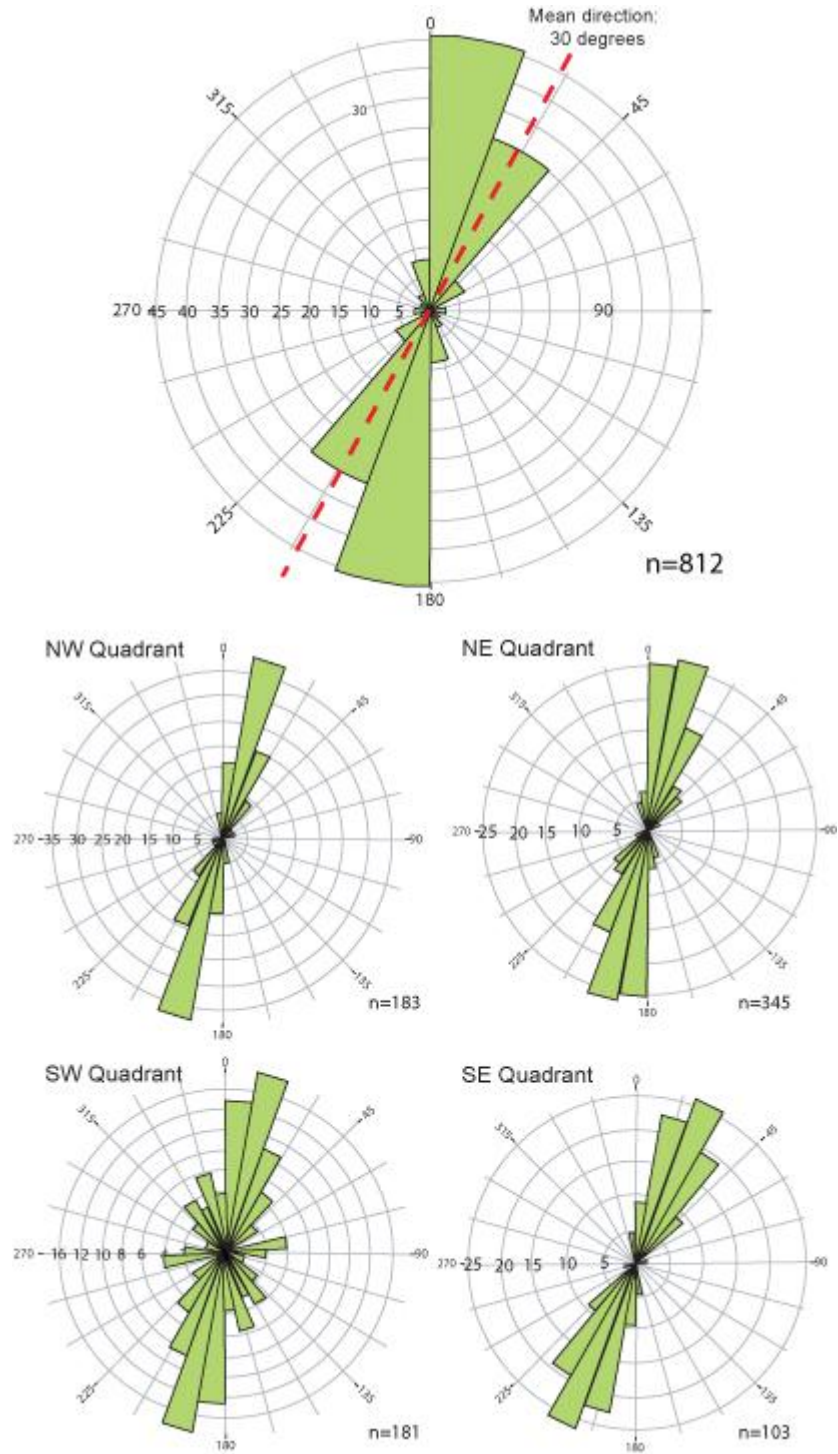 Mean direction:
30 degrees
0
315
30
45
270 45 40 35 30 25 20 15 10 5 90
225
135
n=812
180
NW Quadrant
0
315
45
270 35 30 25 20 15 10 5 90
225
135
n=183
180
NE Quadrant
0
315
45
270 25 20 15 10 5 90
225
135
n=345
180
SW Quadrant
0
315
45
270 16 12 10 8 6 4 90
225
135
n=181
180
SE Quadrant
0
315
45
270 25 20 15 10 5 90
225
135
n=103
180